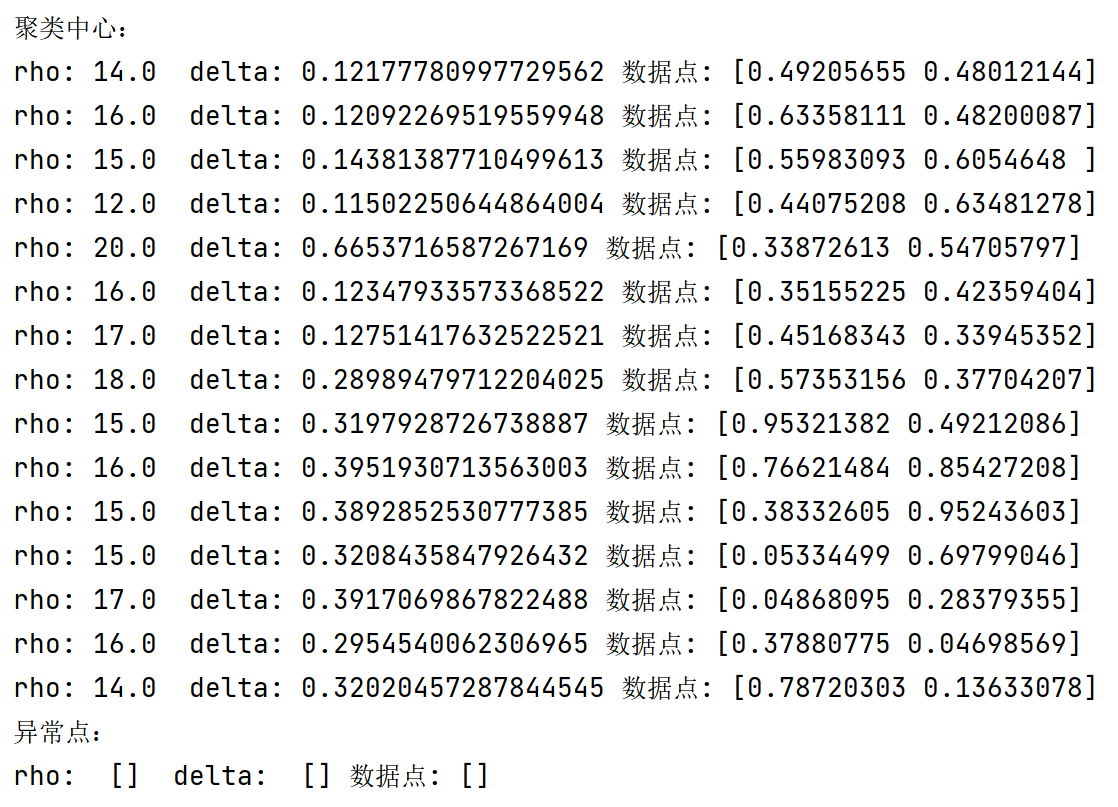 聚类中心：
rho: 14.0  delta: 0.12177780997729562 数据点: [0.49205655 0.48012144]
rho: 16.0  delta: 0.12092269519559948 数据点: [0.63358111 0.48200087]
rho: 15.0  delta: 0.14381387710499613 数据点: [0.55983093 0.6054648 ]
rho: 12.0  delta: 0.11502250644864004 数据点: [0.44075208 0.63481278]
rho: 20.0  delta: 0.6653716587267169 数据点: [0.33872613 0.54705797]
rho: 16.0  delta: 0.12347933573368522 数据点: [0.35155225 0.42359404]
rho: 17.0  delta: 0.12751417632522521 数据点: [0.45168343 0.33945352]
rho: 18.0  delta: 0.28989479712204025 数据点: [0.57353156 0.37704207]
rho: 15.0  delta: 0.3197928726738887 数据点: [0.95321382 0.49212086]
rho: 16.0  delta: 0.3951930713563003 数据点: [0.76621484 0.85427208]
rho: 15.0  delta: 0.3892852530777385 数据点: [0.38332605 0.95243603]
rho: 15.0  delta: 0.3208435847926432 数据点: [0.05334499 0.69799046]
rho: 17.0  delta: 0.3917069867822488 数据点: [0.04868095 0.28379355]
rho: 16.0  delta: 0.2954540062306965 数据点: [0.37880775 0.04698569]
rho: 14.0  delta: 0.32020457287844545 数据点: [0.78720303 0.13633078]
异常点：
rho:  []  delta:  [] 数据点: []